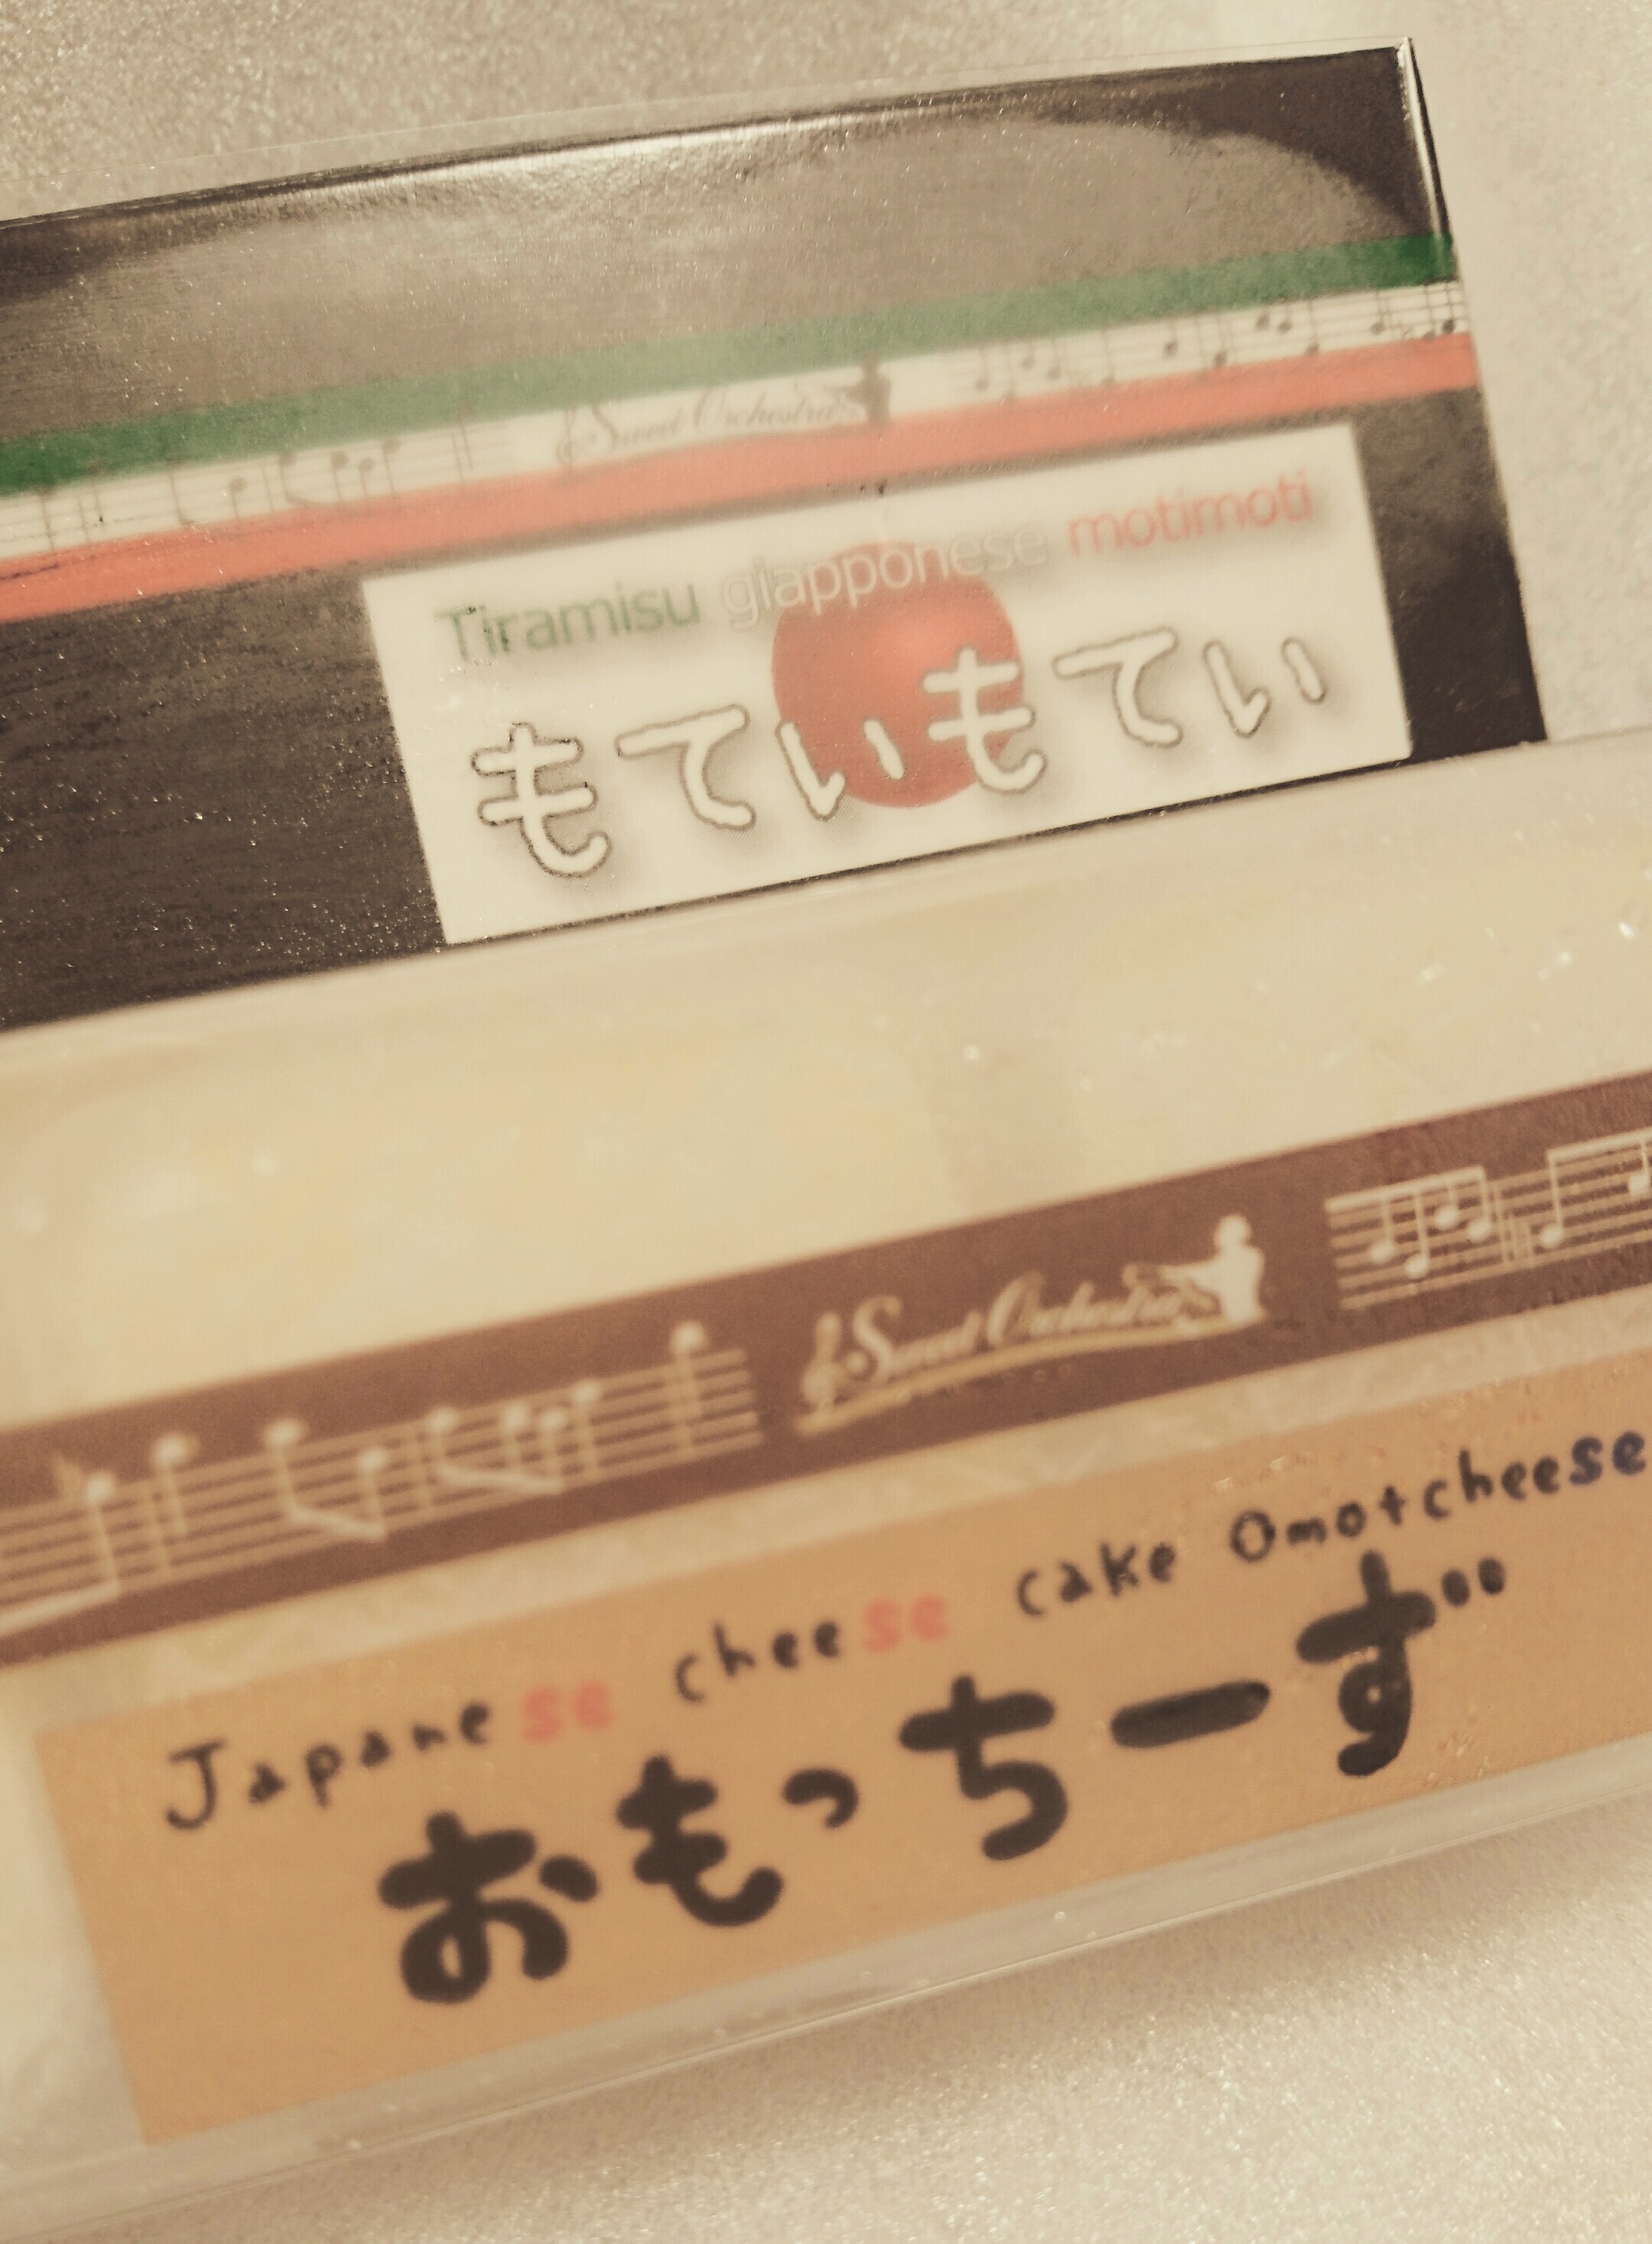 Sweet Orchestra
Tiramisu giapponese motimoti
もてぃもてぃ
Sweet Orchestra
Japanese cheese cake Omotcheese
おもっちーず